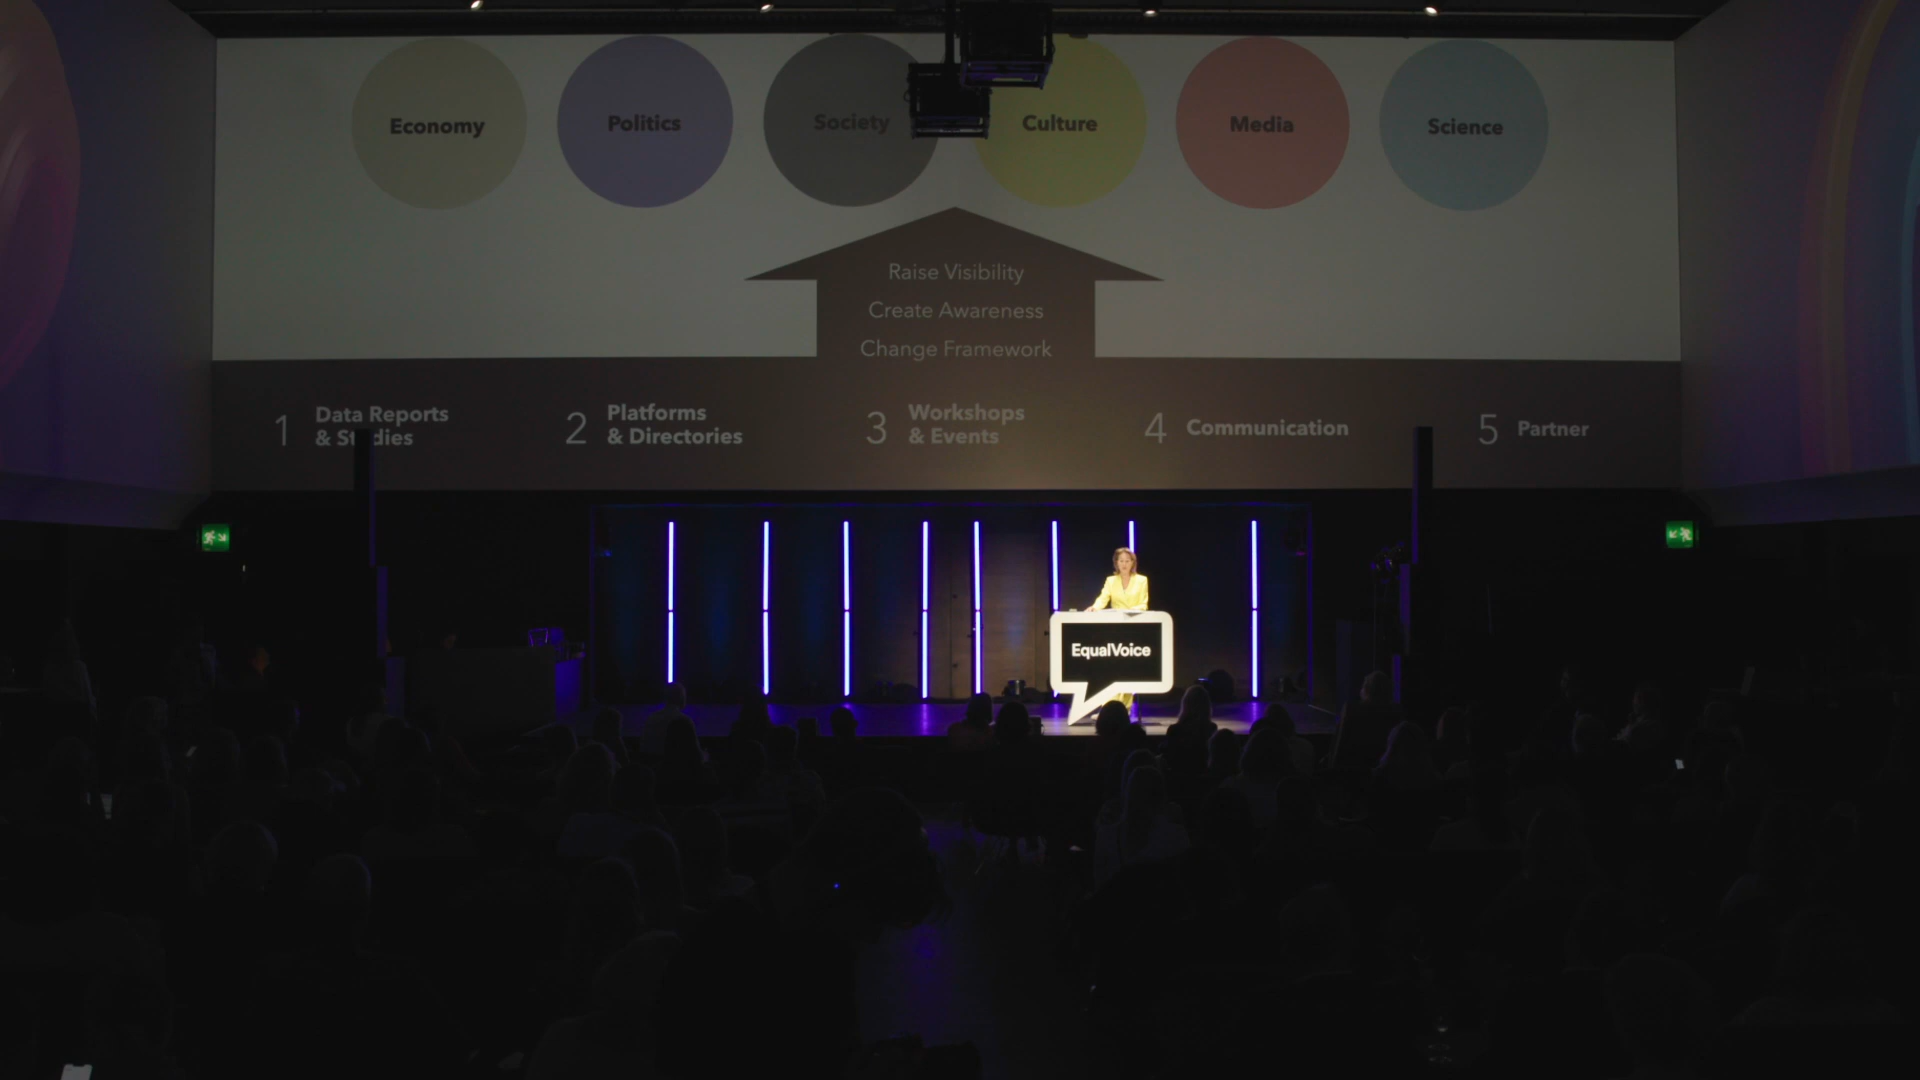 Economy
Politics
Society
Culture
Media
Science
Raise Visibility
Create Awareness
Change Framework
1 Data Reports
& Studies
2 Platforms
& Directories
3 Workshops
& Events
4 Communication
5 Partner
EqualVoice